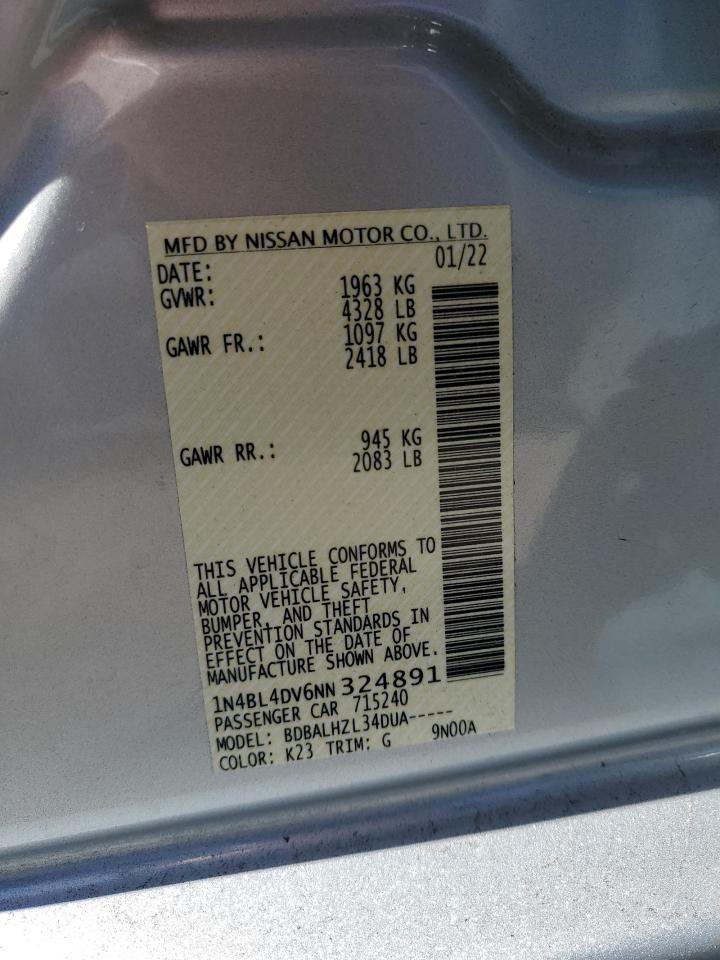 MFD BY NISSAN MOTOR CO., LTD.
DATE: 01/22
GVWR: 1963 KG
4328 LB
GAWR FR.: 1097 KG
2418 LB
GAWR RR.: 945 KG
2083 LB
THIS VEHICLE CONFORMS TO
ALL APPLICABLE FEDERAL
MOTOR VEHICLE SAFETY,
BUMPER, AND THEFT
PREVENTION STANDARDS IN
EFFECT ON THE DATE OF
MANUFACTURE SHOWN ABOVE.
1N4BL4DV6NN324891
PASSENGER CAR 715240
MODEL: BDBALHZL34DUA-----
COLOR: K23 TRIM: G 9N00A